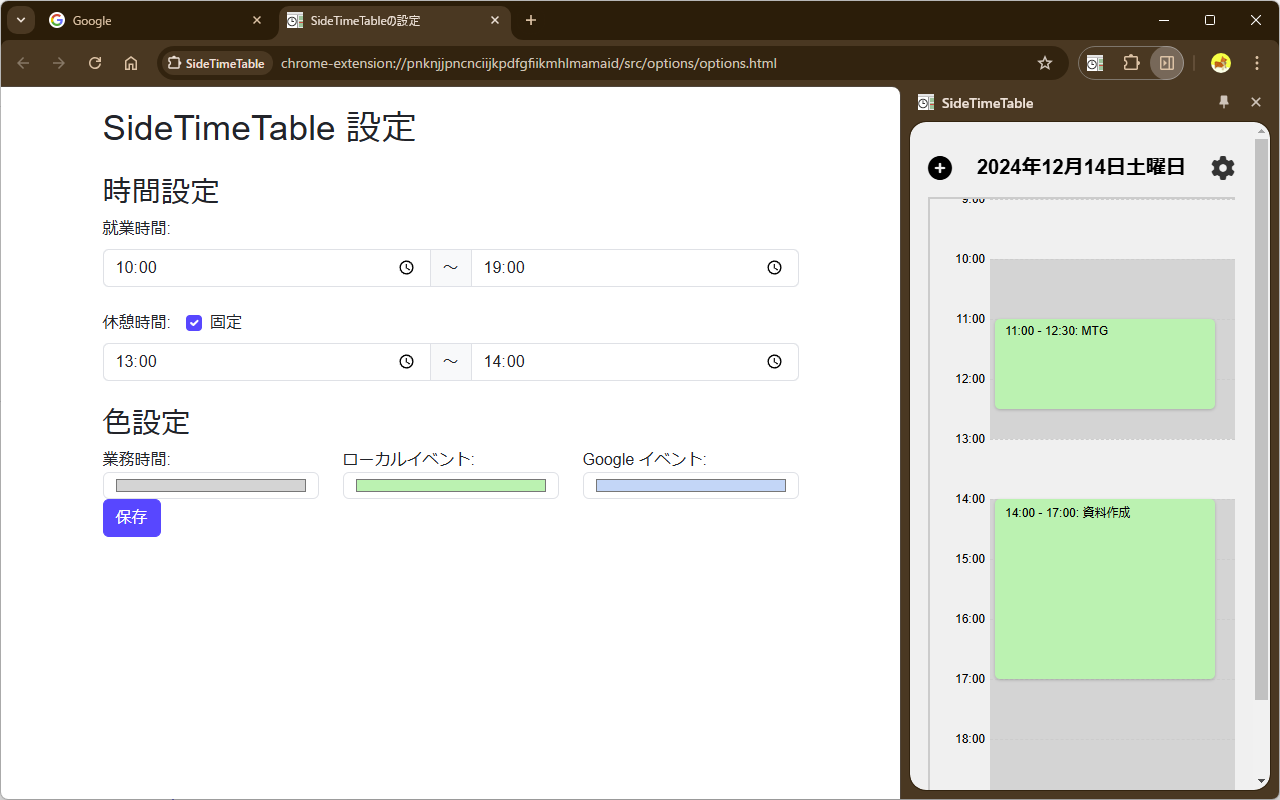 Google
SideTimeTableの設定
SideTimeTable
chrome-extension://pnknjjpncnciijkpdfgfiikmhlmamaid/src/options/options.html
SideTimeTable 設定
時間設定
就業時間:
10:00 ～ 19:00
休憩時間: 固定
13:00 ～ 14:00
色設定
業務時間: ローカルイベント: Google イベント:
保存
SideTimeTable
2024年12月14日土曜日
9:00
10:00
11:00
11:00 - 12:30: MTG
12:00
13:00
14:00
14:00 - 17:00: 資料作成
15:00
16:00
17:00
18:00